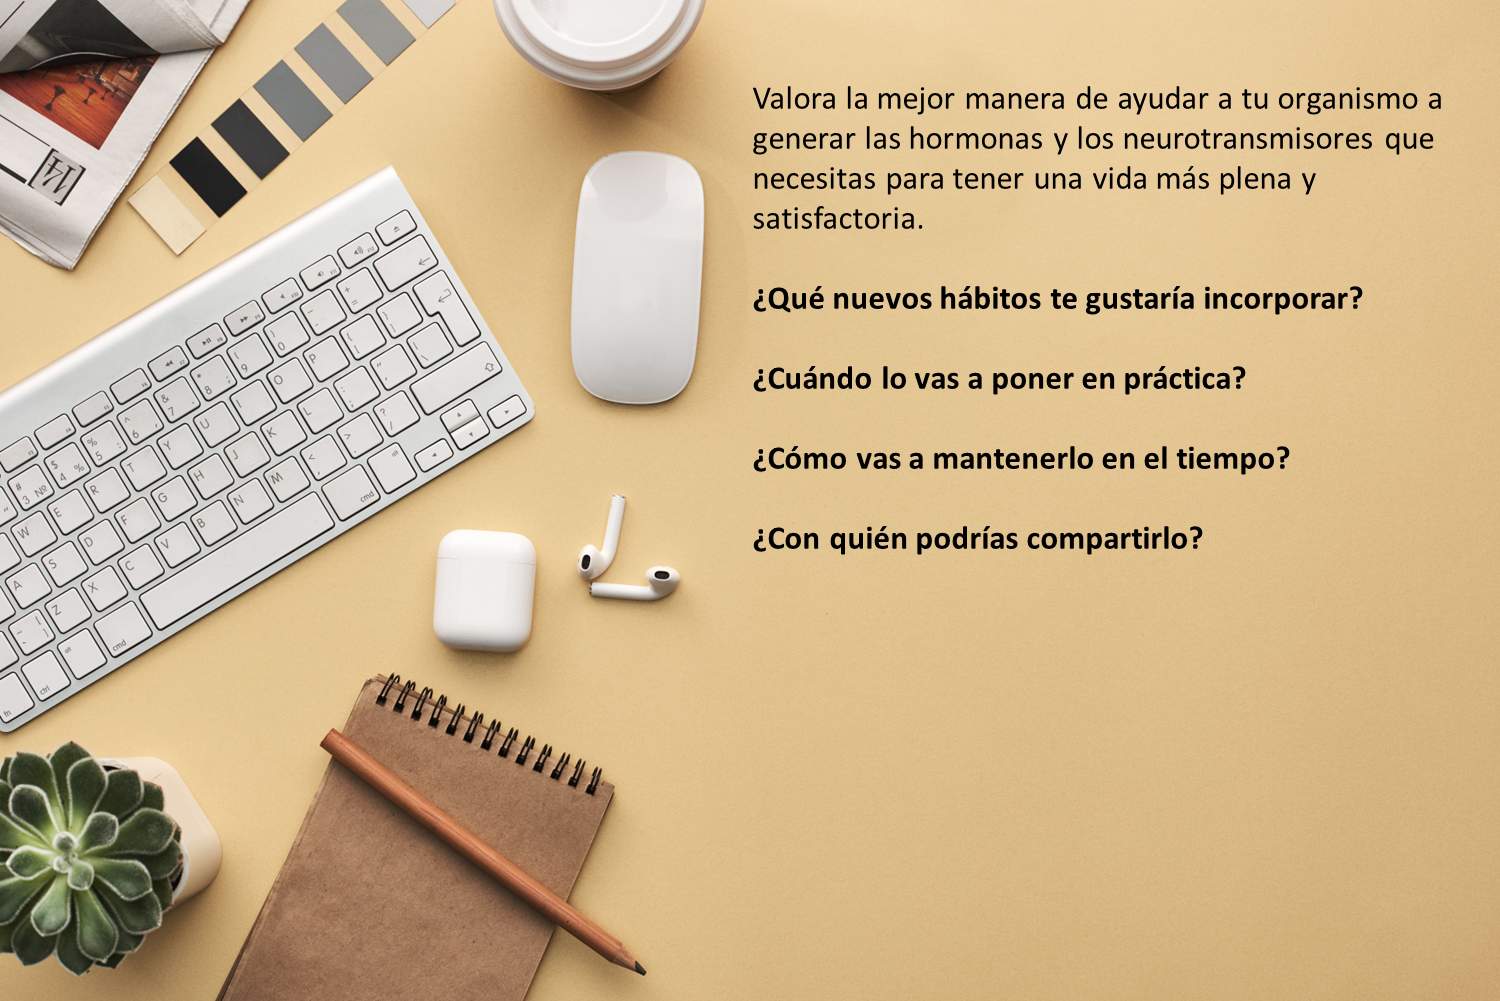 Valora la mejor manera de ayudar a tu organismo a
generar las hormonas y los neurotransmisores que
necesitas para tener una vida más plena y
satisfactoria.
¿Qué nuevos hábitos te gustaría incorporar?
¿Cuándo lo vas a poner en práctica?
¿Cómo vas a mantenerlo en el tiempo?
¿Con quién podrías compartirlo?